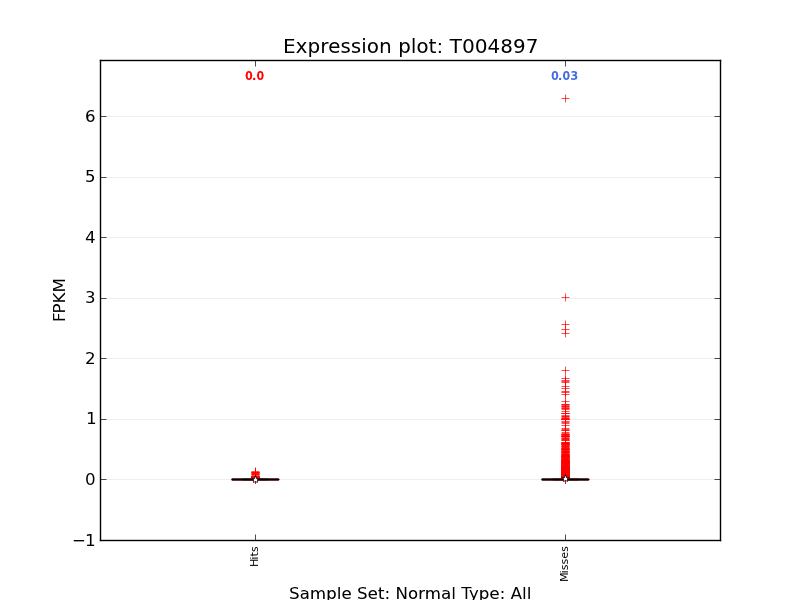 Expression plot: T004897
0.0
0.03
6
5
4
3
2
1
0
−1
FPKM
Hits
Misses
Sample Set: Normal Type: All